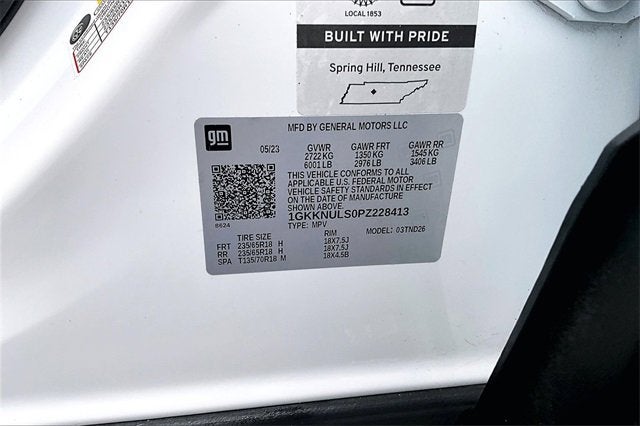 LOCAL 1853
BUILT WITH PRIDE
Spring Hill, Tennessee
gm
MFD BY GENERAL MOTORS LLC
05/23 GVWR GAWR FRT GAWR RR
2722 KG 1350 KG 1545 KG
6001 LB 2976 LB 3406 LB
THIS VEHICLE CONFORMS TO ALL
APPLICABLE U.S. FEDERAL MOTOR
VEHICLE SAFETY STANDARDS IN EFFECT
ON THE DATE OF MANUFACTURE
SHOWN ABOVE.
1GKKNULS0PZ228413
8624 TYPE: MPV MODEL: 03TND26
TIRE SIZE RIM
FRT 235/65R18 H 18X7.5J
RR 235/65R18 H 18X7.5J
SPA T135/70R18 M 18X4.5B